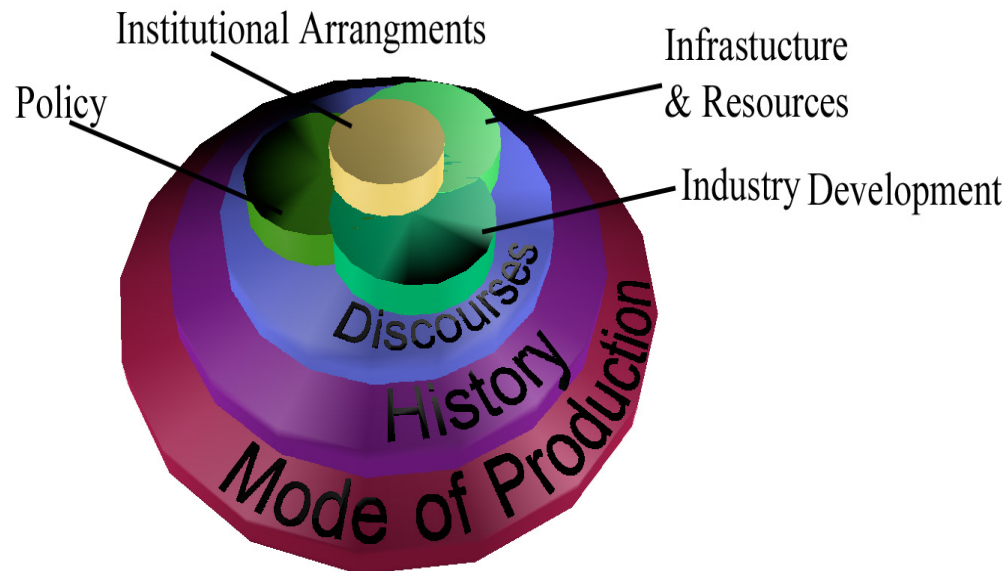 Institutional Arrangments
Infrastucture
& Resources
Policy
Industry Development
Discourses
History
Mode of Production